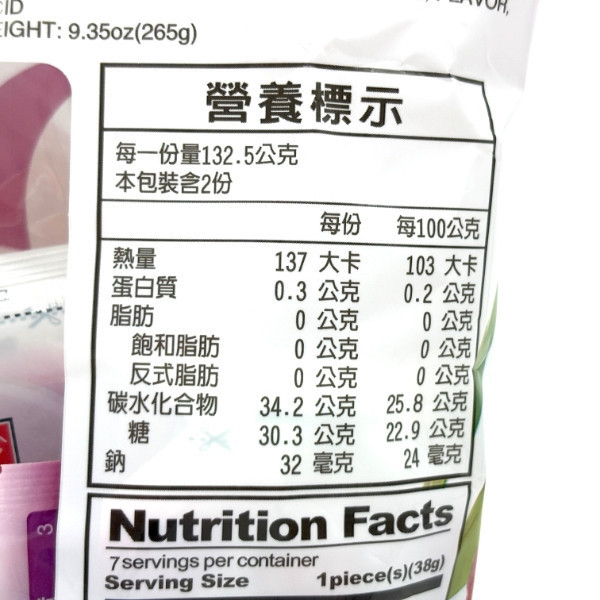 FLAVOR,
CID
EIGHT: 9.35oz(265g)
營養標示
每一份量132.5公克
本包裝含2份
每份 每100公克
熱量 137 大卡 103 大卡
蛋白質 0.3 公克 0.2 公克
脂肪 0 公克 0 公克
飽和脂肪 0 公克 0 公克
反式脂肪 0 公克 0 公克
碳水化合物 34.2 公克 25.8 公克
糖 30.3 公克 22.9 公克
鈉 32 毫克 24 毫克
Nutrition Facts
7 servings per container
Serving Size 1piece(s)(38g)
3